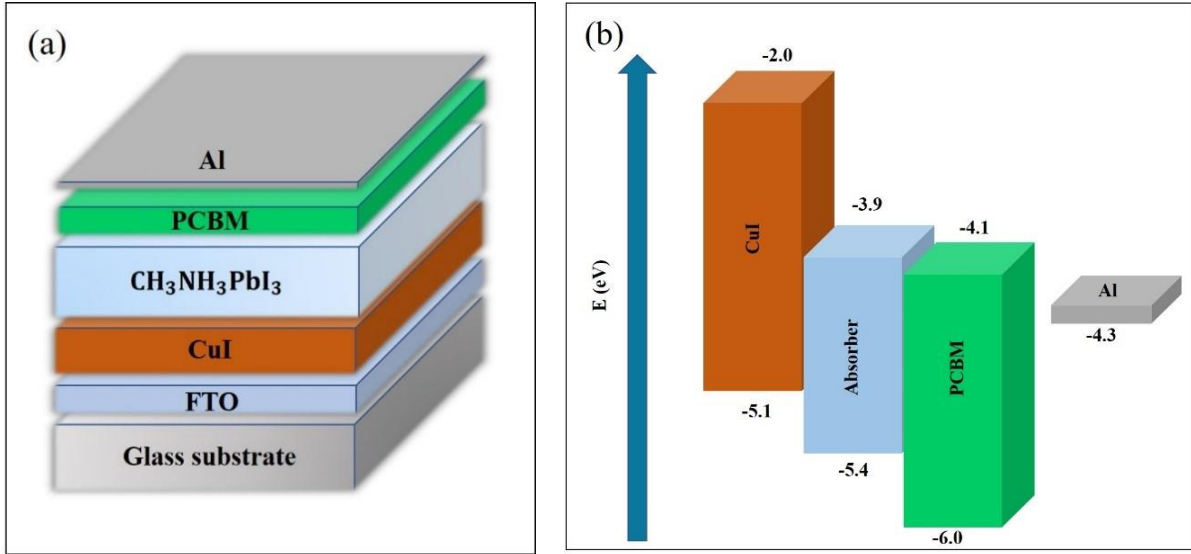 (a)
Al
PCBM
CH₃NH₃PbI₃
CuI
FTO
Glass substrate
(b)
E (eV)
-2.0
CuI
-5.1
-3.9
Absorber
-5.4
-4.1
PCBM
-6.0
Al
-4.3